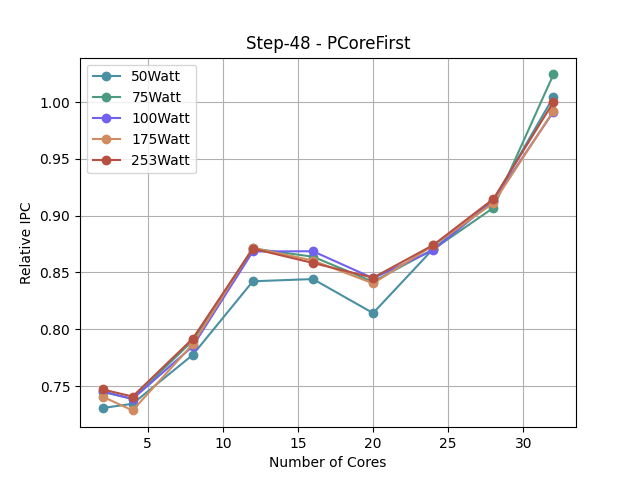 Step-48 - PCoreFirst
50Watt
75Watt
100Watt
175Watt
253Watt
1.00
0.95
0.90
0.85
0.80
0.75
Relative IPC
5 10 15 20 25 30
Number of Cores